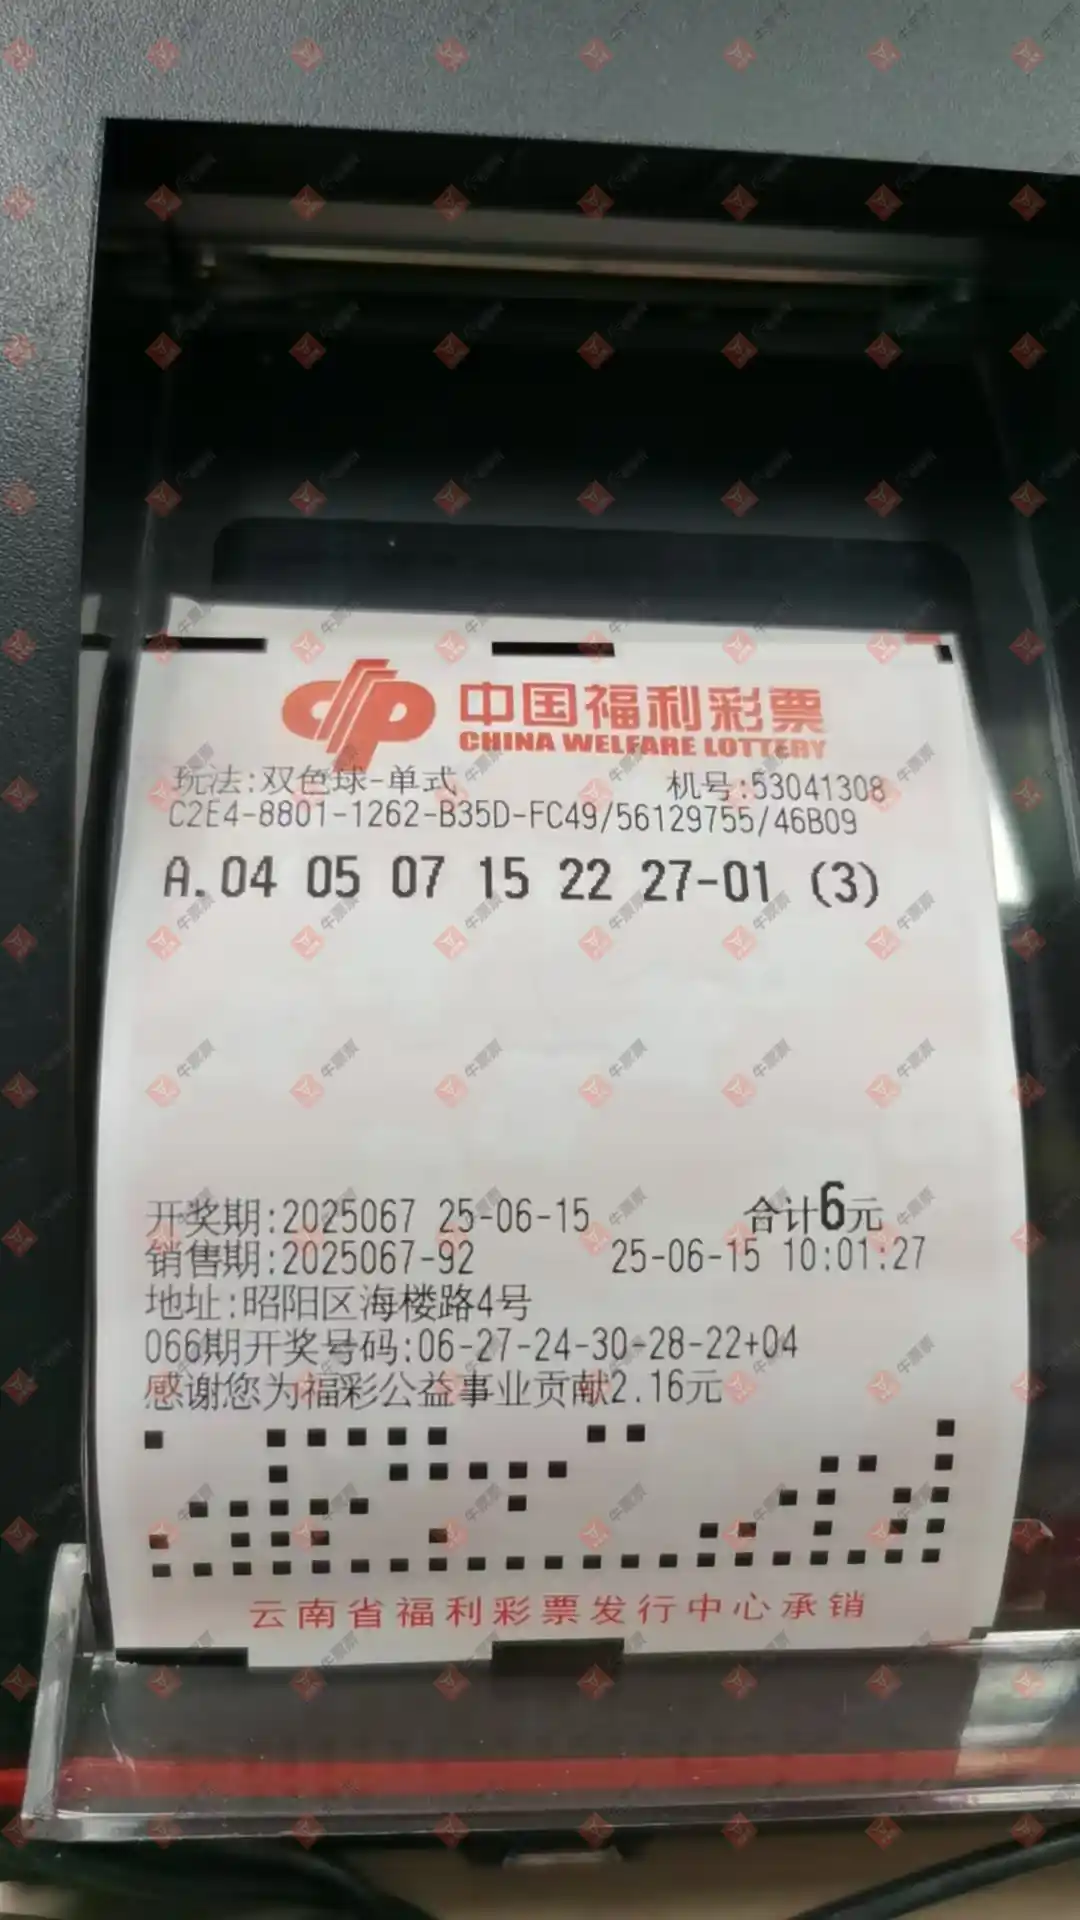 中国福利彩票
CHINA WELFARE LOTTERY
玩法:双色球-单式 机号:53041308
C2E4-8801-1262-B35D-FC49/56129755/46B09
A.04 05 07 15 22 27-01 (3)
开奖期:2025067 25-06-15 合计6元
销售期:2025067-92 25-06-15 10:01:27
地址:昭阳区海楼路4号
066期开奖号码:06-27-24-30-28-22+04
感谢您为福彩公益事业贡献2.16元
云南省福利彩票发行中心承销
牛票票